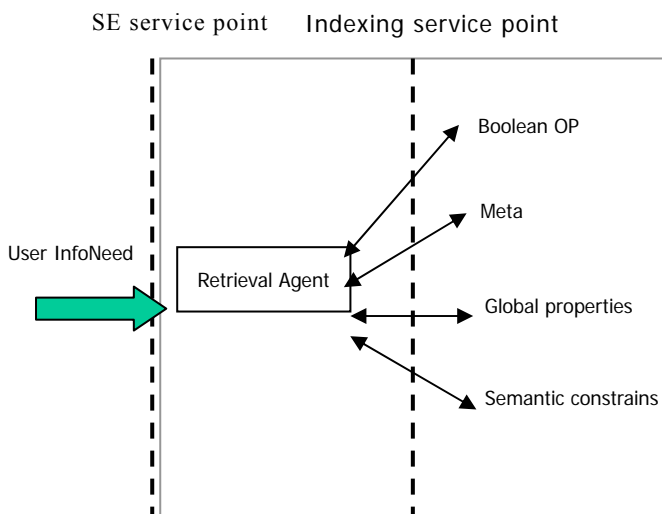 SE service point
Indexing service point
Boolean OP
Meta
User InfoNeed
Retrieval Agent
Global properties
Semantic constrains